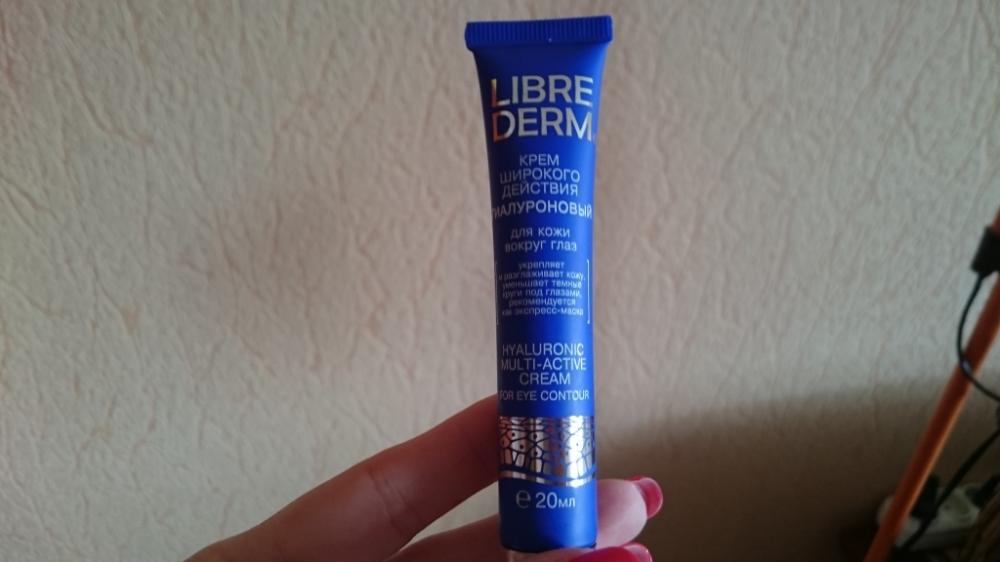 LIBRE
DERM
КРЕМ
ШИРОКОГО
ДЕЙСТВИЯ
ГИАЛУРОНОВЫЙ
для кожи
вокруг глаз
укрепляет
и разглаживает кожу,
уменьшает темные
круги под глазами,
рекомендуется
как экспресс-маска
HYALURONIC
MULTI-ACTIVE
CREAM
FOR EYE CONTOUR
℮ 20мл